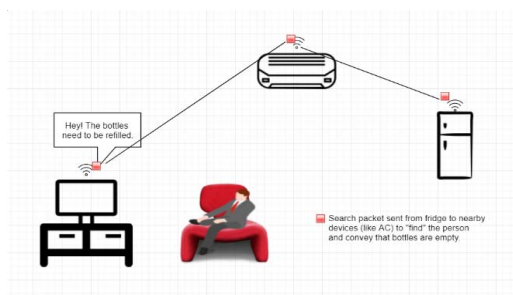 Hey! The bottles
need to be refilled.
Search packet sent from fridge to nearby
devices (like AC) to "find" the person
and convey that bottles are empty.